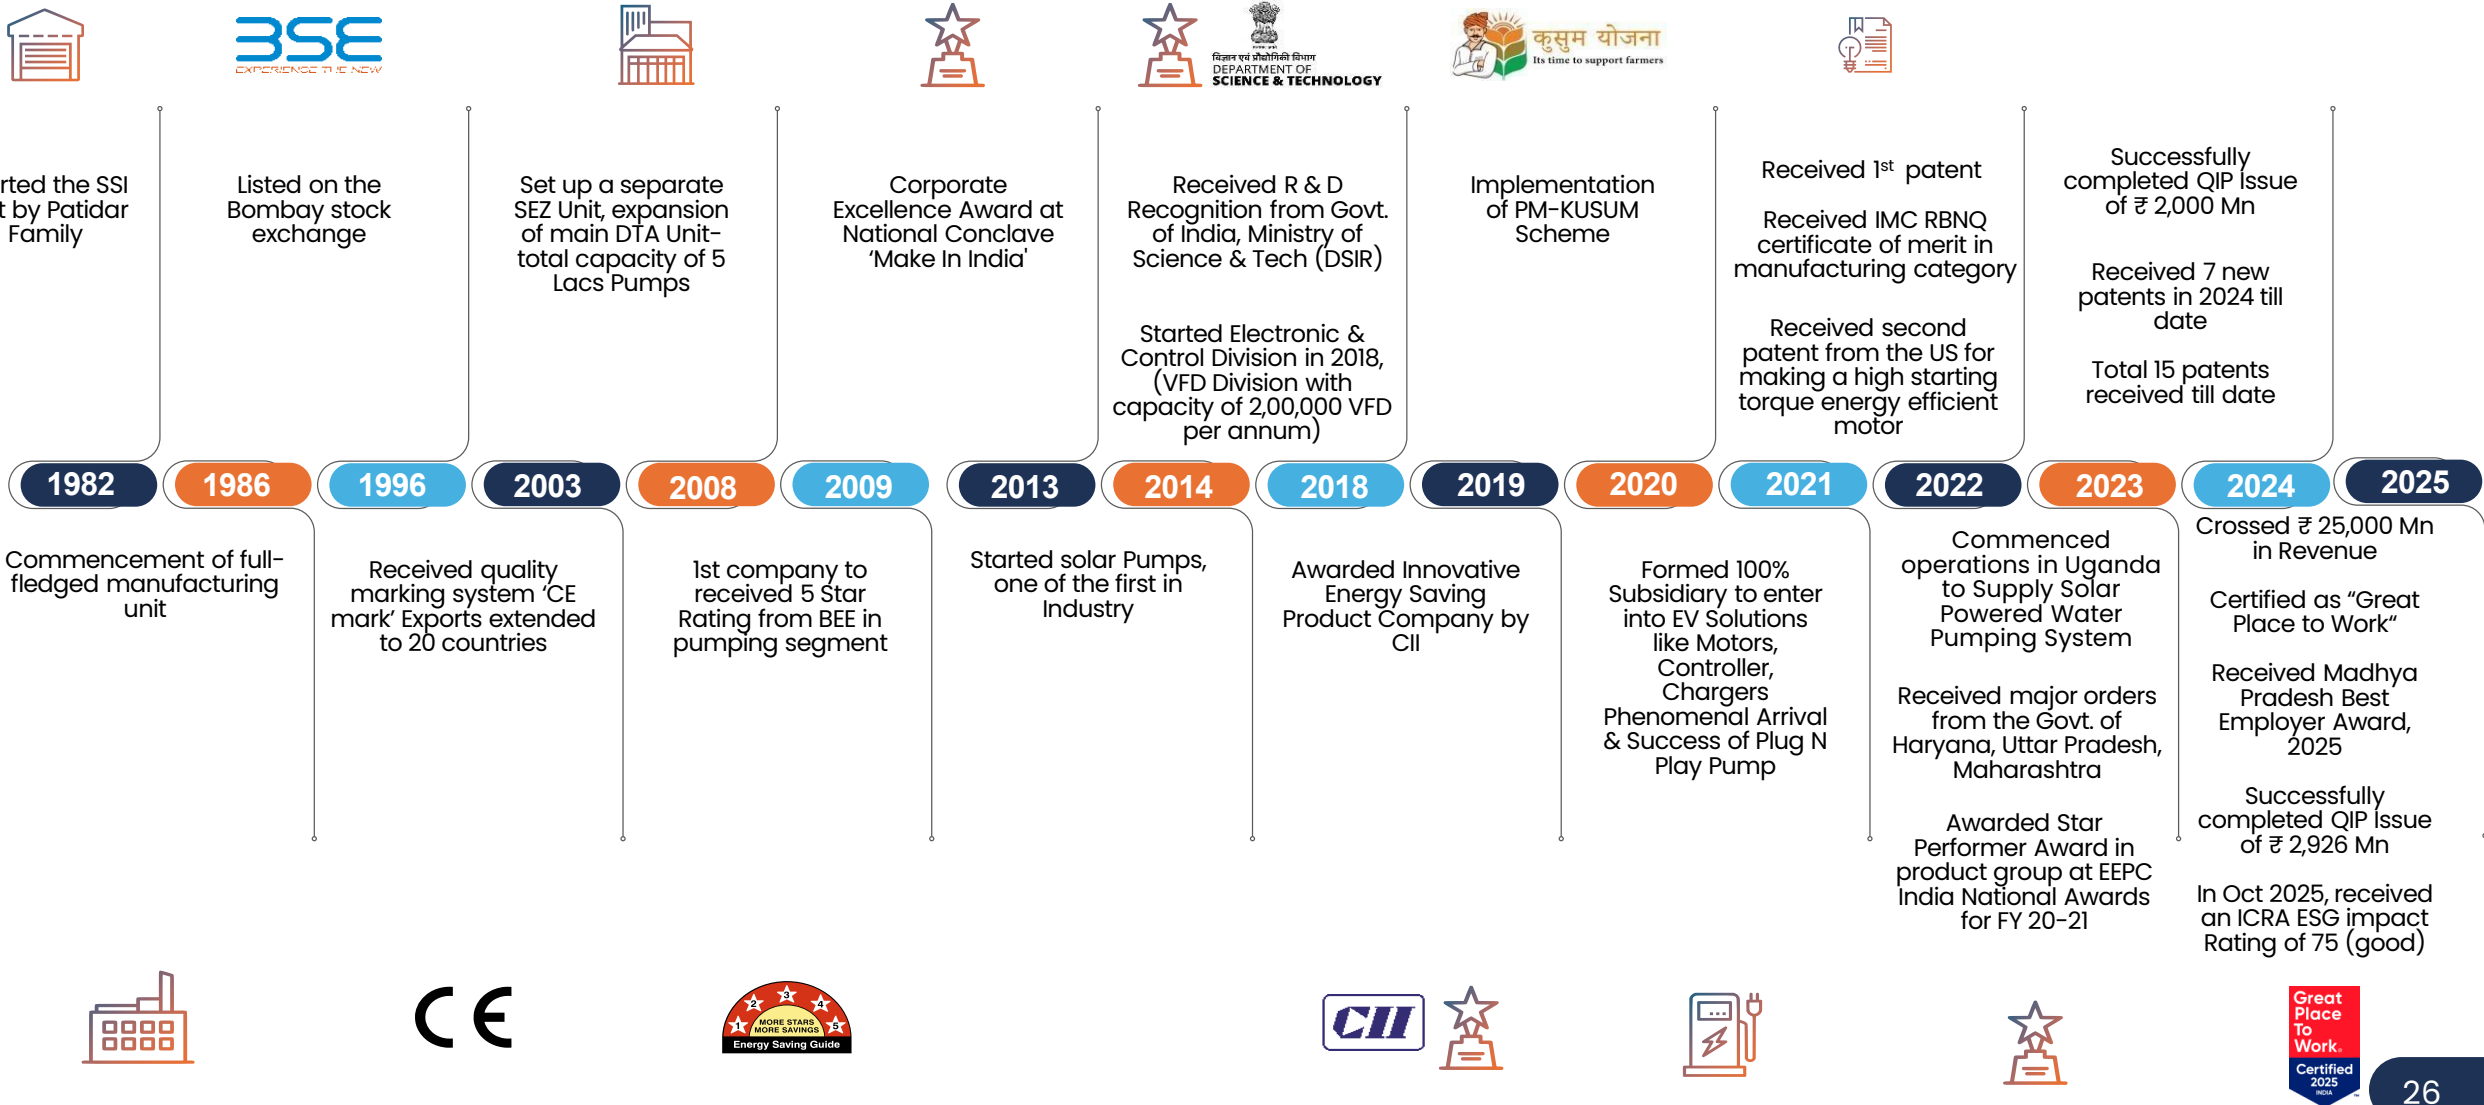 BSE
EXPERIENCE THE NEW
विज्ञान एवं प्रौद्योगिकी विभाग
DEPARTMENT OF
SCIENCE & TECHNOLOGY
कुसुम योजना
Its time to support farmers
rted the SSI
t by Patidar
Family
Listed on the
Bombay stock
exchange
Set up a separate
SEZ Unit, expansion
of main DTA Unit-
total capacity of 5
Lacs Pumps
Corporate
Excellence Award at
National Conclave
‘Make In India'
Received R & D
Recognition from Govt.
of India, Ministry of
Science & Tech (DSIR)
Started Electronic &
Control Division in 2018,
(VFD Division with
capacity of 2,00,000 VFD
per annum)
Implementation
of PM-KUSUM
Scheme
Received 1st patent
Received IMC RBNQ
certificate of merit in
manufacturing category
Received second
patent from the US for
making a high starting
torque energy efficient
motor
Successfully
completed QIP Issue
of ₹ 2,000 Mn
Received 7 new
patents in 2024 till
date
Total 15 patents
received till date
1982
1986
1996
2003
2008
2009
2013
2014
2018
2019
2020
2021
2022
2023
2024
2025
Commencement of full-
fledged manufacturing
unit
Received quality
marking system ‘CE
mark’ Exports extended
to 20 countries
1st company to
received 5 Star
Rating from BEE in
pumping segment
Started solar Pumps,
one of the first in
Industry
Awarded Innovative
Energy Saving
Product Company by
CII
Formed 100%
Subsidiary to enter
into EV Solutions
like Motors,
Controller,
Chargers
Phenomenal Arrival
& Success of Plug N
Play Pump
Commenced
operations in Uganda
to Supply Solar
Powered Water
Pumping System
Received major orders
from the Govt. of
Haryana, Uttar Pradesh,
Maharashtra
Awarded Star
Performer Award in
product group at EEPC
India National Awards
for FY 20-21
Crossed ₹ 25,000 Mn
in Revenue
Certified as “Great
Place to Work“
Received Madhya
Pradesh Best
Employer Award,
2025
Successfully
completed QIP Issue
of ₹ 2,926 Mn
In Oct 2025, received
an ICRA ESG impact
Rating of 75 (good)
CE
1 2 3 4 5
MORE STARS
MORE SAVINGS
Energy Saving Guide
CII
Great
Place
To
Work.
Certified
2025
INDIA
26